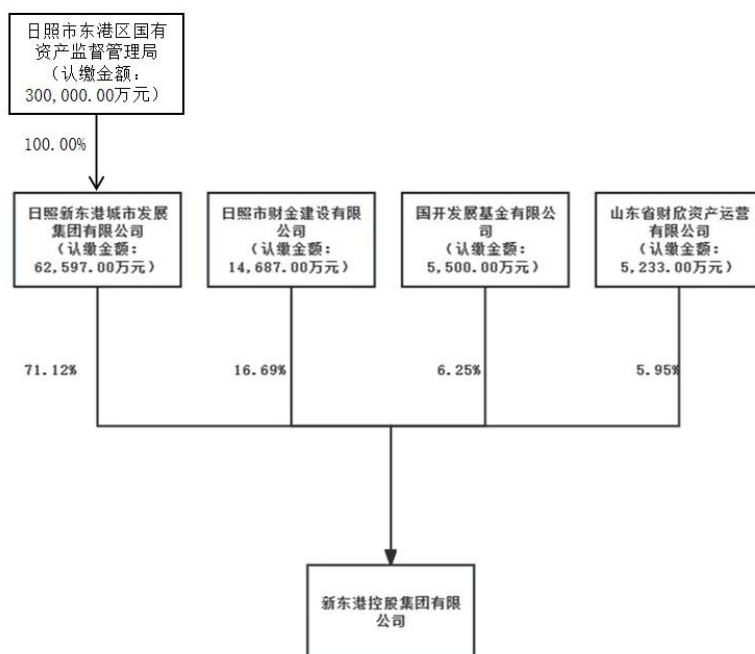 日照市东港区国有
资产监督管理局
（认缴金额：
300,000.00万元）
100.00%
日照新东港城市发展
集团有限公司
（认缴金额：
62,597.00万元）
日照市财金建设有限
公司
（认缴金额：
14,687.00万元）
国开发展基金有限公
司
（认缴金额：
5,500.00万元）
山东省财欣资产运营
有限公司
（认缴金额：
5,233.00万元）
71.12%
16.69%
6.25%
5.95%
新东港控股集团有限
公司